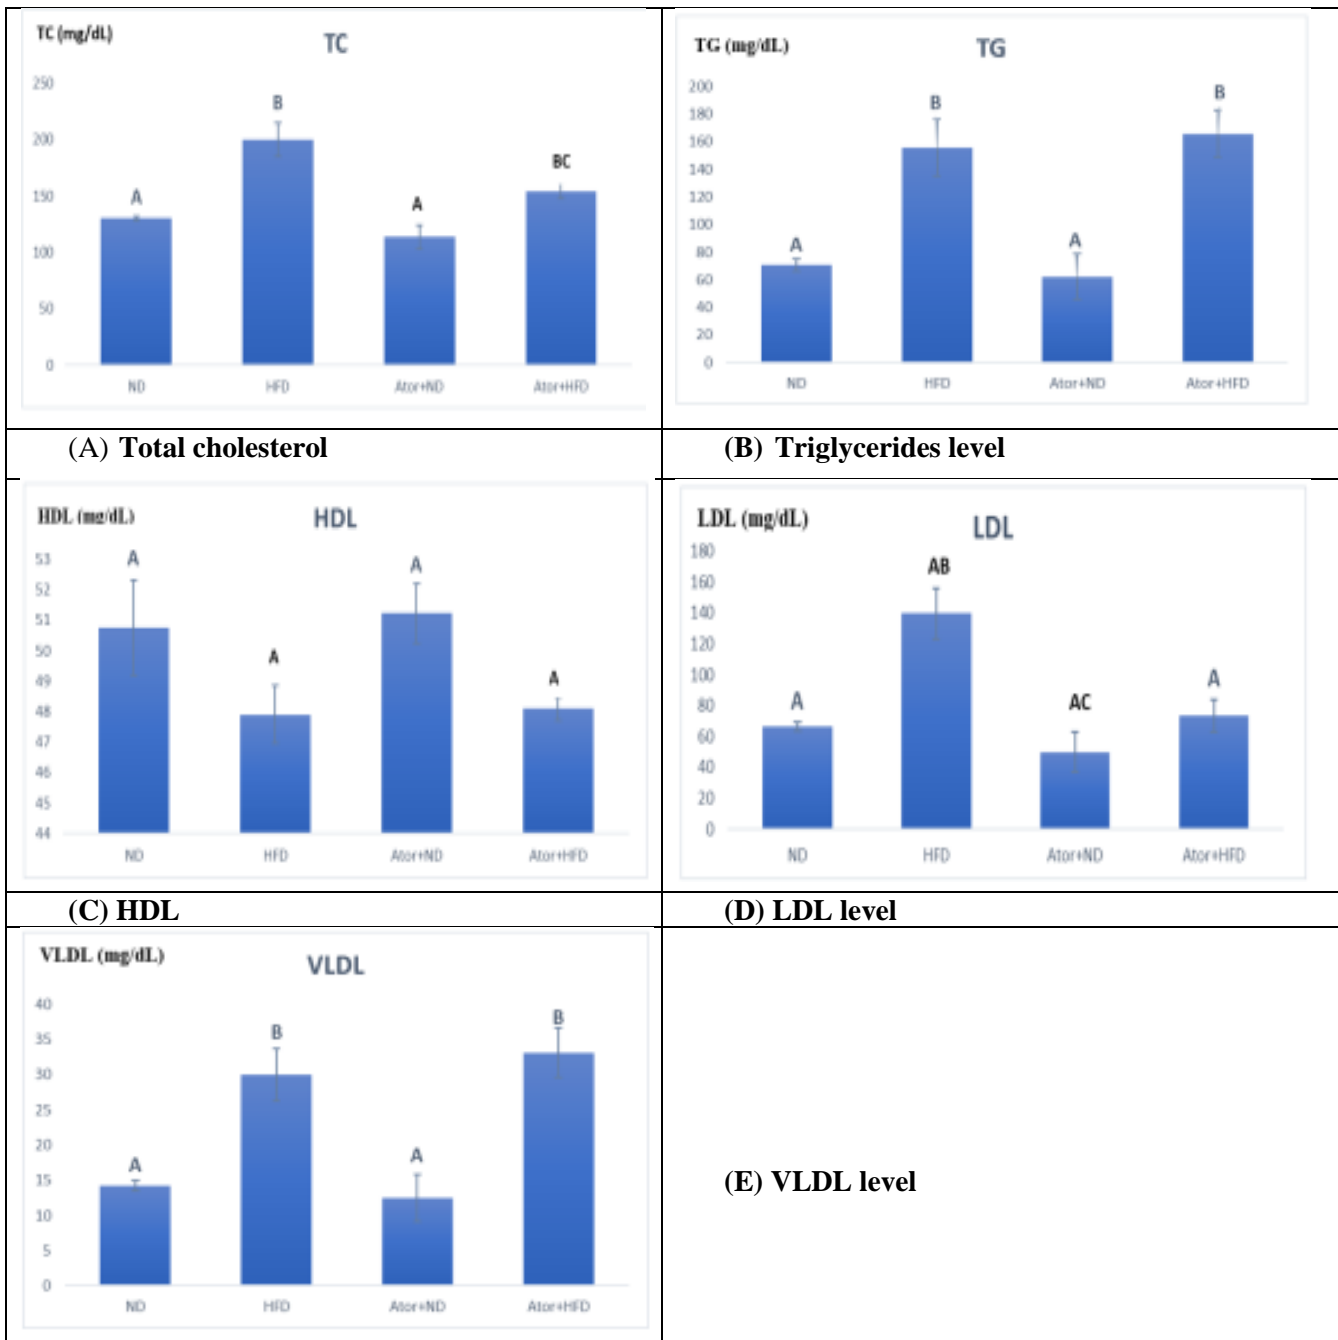 TC (mg/dL)
TC
250
200
150
100
50
0
A
B
A
BC
ND HFD Ator+ND Ator+HFD
(A) Total cholesterol
TG (mg/dL)
TG
200
180
160
140
120
100
80
60
40
20
0
A
B
A
B
ND HFD Ator+ND Ator+HFD
(B) Triglycerides level
HDL (mg/dL)
HDL
53
52
51
50
49
48
47
46
45
44
A
A
A
A
ND HFD Ator+ND Ator+HFD
(C) HDL
LDL (mg/dL)
LDL
180
160
140
120
100
80
60
40
20
0
A
AB
AC
A
ND HFD Ator+ND Ator+HFD
(D) LDL level
VLDL (mg/dL)
VLDL
40
35
30
25
20
15
10
5
0
A
B
A
B
ND HFD Ator+ND Ator+HFD
(E) VLDL level